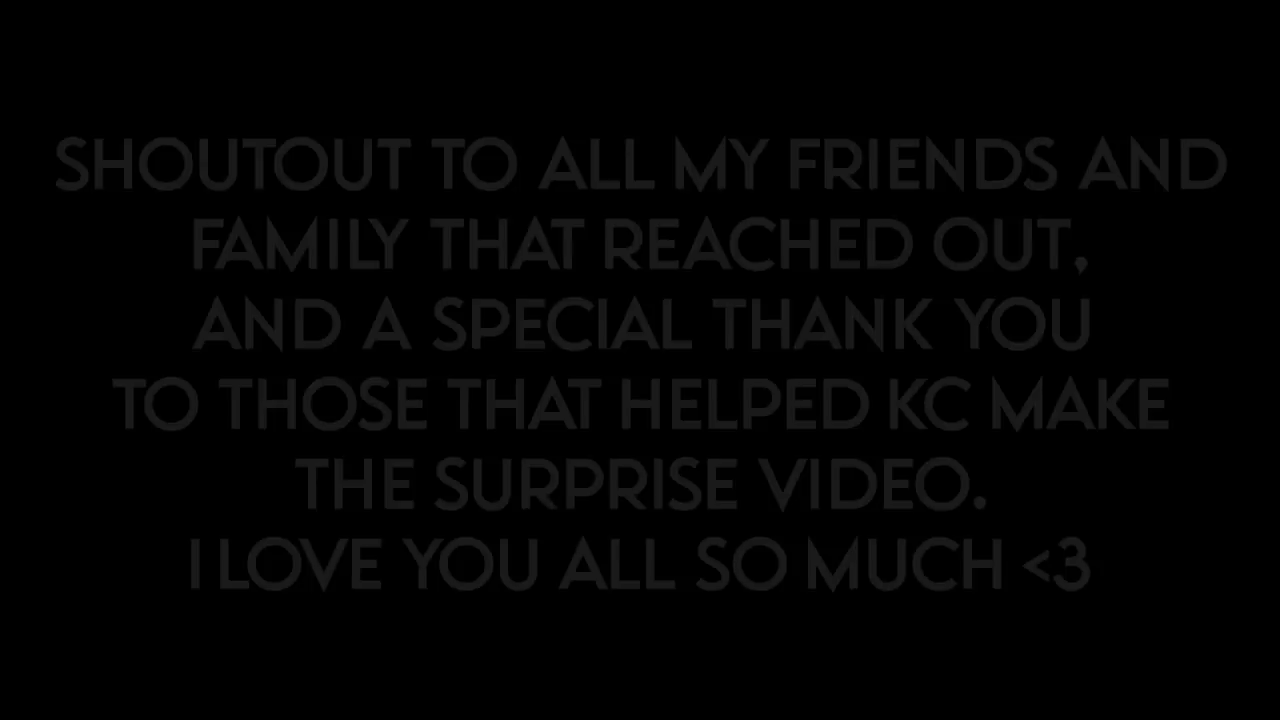 SHOUTOUT TO ALL MY FRIENDS AND
FAMILY THAT REACHED OUT,
AND A SPECIAL THANK YOU
TO THOSE THAT HELPED KC MAKE
THE SURPRISE VIDEO.
I LOVE YOU ALL SO MUCH <3